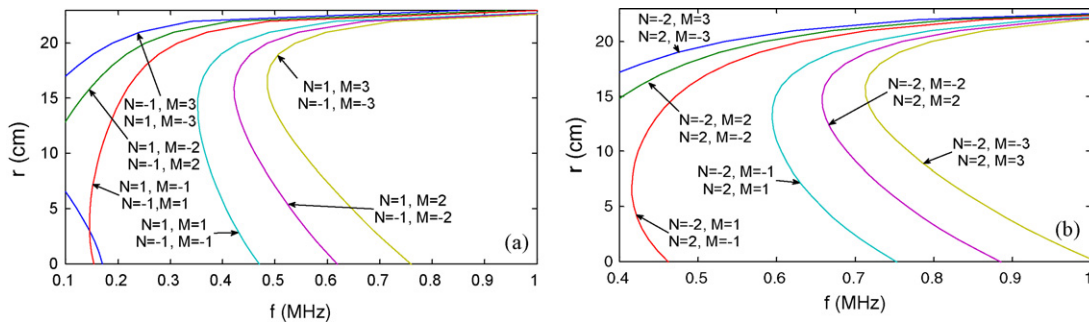 r (cm)
20
15
10
5
0
N=-1, M=3
N=1, M=-3
N=1, M=-2
N=-1, M=2
N=1, M=-1
N=-1,M=1
N=1, M=3
N=-1, M=-3
N=1, M=1
N=-1, M=-1
N=1, M=2
N=-1, M=-2
(a)
0.1 0.2 0.3 0.4 0.5 0.6 0.7 0.8 0.9 1
f (MHz)
r (cm)
20
15
10
5
0
N=-2, M=3
N=2, M=-3
N=-2, M=2
N=2, M=-2
N=-2, M=-2
N=2, M=2
N=-2, M=-1
N=2, M=1
N=-2, M=-3
N=2, M=3
N=-2, M=1
N=2, M=-1
(b)
0.4 0.5 0.6 0.7 0.8 0.9 1
f (MHz)